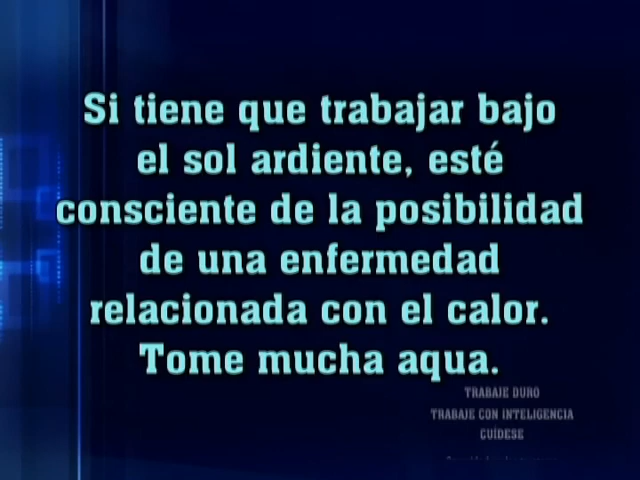 Si tiene que trabajar bajo
el sol ardiente, esté
consciente de la posibilidad
de una enfermedad
relacionada con el calor.
Tome mucha aqua.
TRABAJE DURO
TRABAJE CON INTELIGENCIA
CUÍDESE